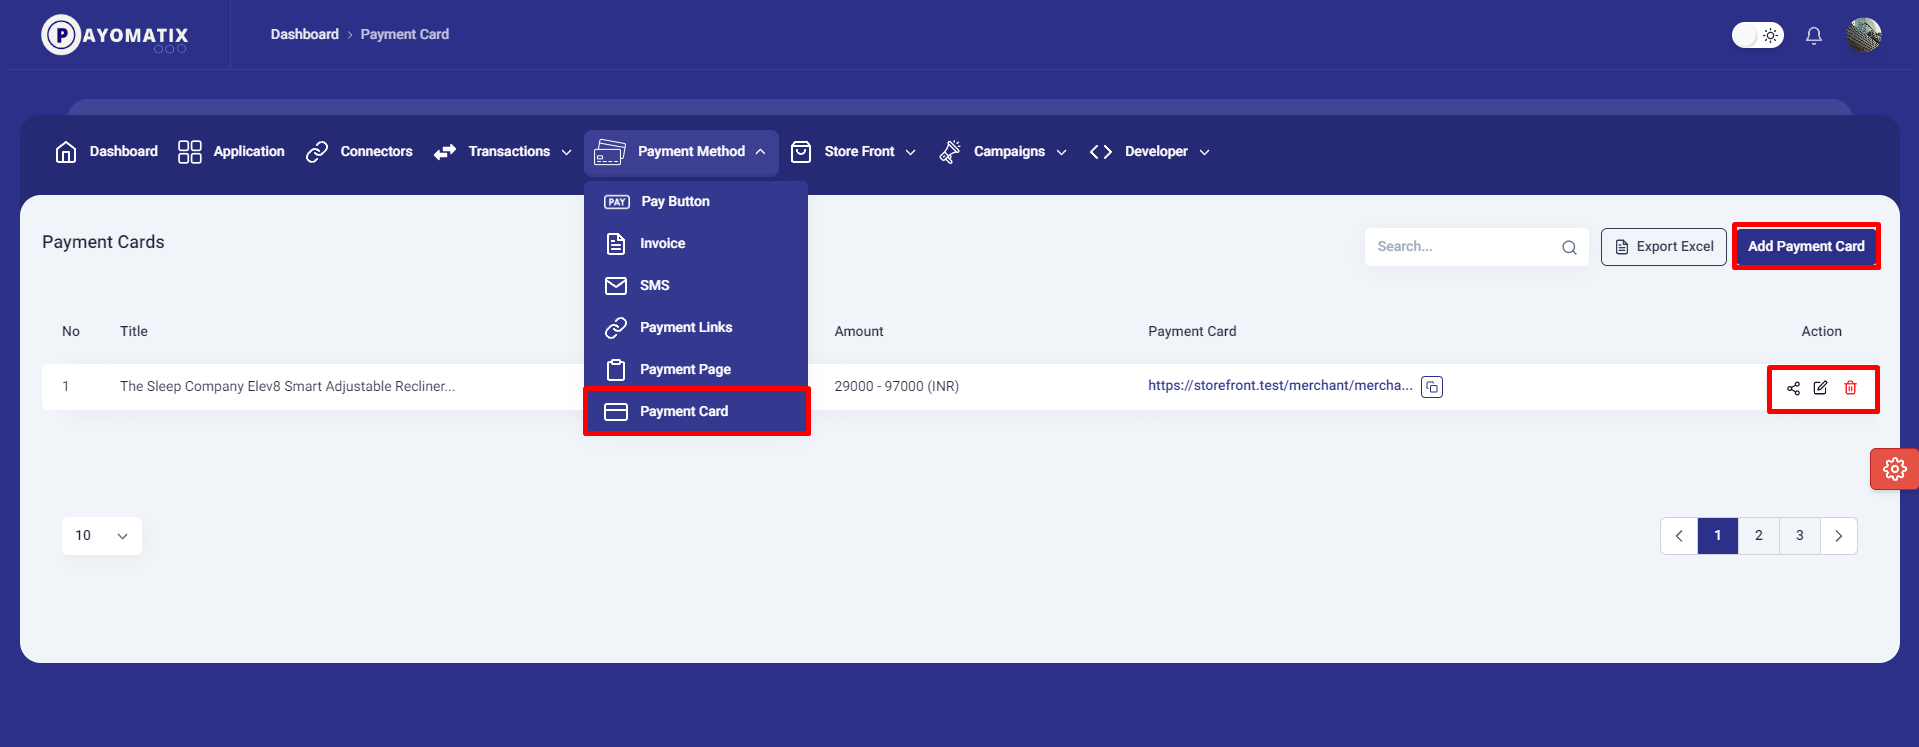 PAYOMATIX
Dashboard > Payment Card
Dashboard Application Connectors Transactions Payment Method Store Front Campaigns Developer
PAY Pay Button
Invoice
SMS
Payment Links
Payment Page
Payment Card
Payment Cards
Search...
Export Excel
Add Payment Card
No Title Amount Payment Card Action
1 The Sleep Company Elev8 Smart Adjustable Recliner... 29000 - 97000 (INR) https://storefront.test/merchant/mercha...
10
1 2 3